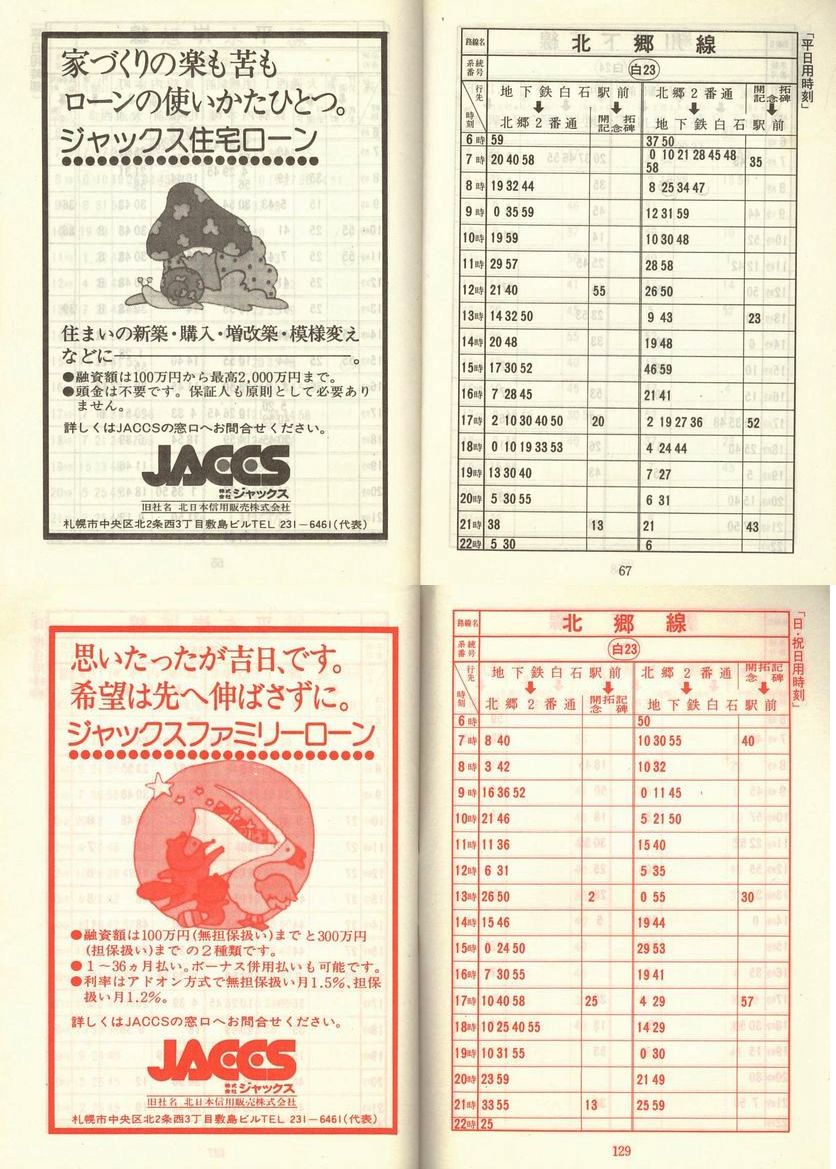 家づくりの楽も苦も
ローンの使いかたひとつ。
ジャックス住宅ローン
住まいの新築・購入・増改築・模様変え
などに 。
●融資額は100万円から最高2,000万円まで。
●頭金は不要です。保証人も原則として必要あり
ません。
詳しくはJACCSの窓口へお問合せください。
JACCS
株式会社ジャックス
旧社名 北日本信用販売株式会社
札幌市中央区北2条西3丁目敷島ビルTEL 231-6461(代表)
「平日用時刻」
路線名 北郷線
系統番号 白23
行先 時刻
地下鉄白石駅前 ↓ 北郷2番通 開拓記念碑
北郷2番通 開拓記念碑 ↓ ↓ 地下鉄白石駅前
6時 59 37 50
7時 20 40 58 0 10 21 28 45 48 35
58
8時 19 32 44 8 25 34 47
9時 0 35 59 12 31 59
10時 19 59 10 30 48
11時 29 57 28 58
12時 21 40 55 26 50
13時 14 32 50 9 43 23
14時 20 48 19 48
15時 17 30 52 46 59
16時 7 28 45 21 41
17時 2 10 30 40 50 20 2 19 27 36 52
18時 0 10 19 33 53 4 24 44
19時 13 30 40 7 27
20時 5 30 55 6 31
21時 38 13 21 43
22時 5 30 6
67
思いたったが吉日、です。
希望は先へ伸ばさずに。
ジャックスファミリーローン
●融資額は100万円(無担保扱い)までと300万円
(担保扱い)までの2種類です。
●1〜36ヵ月払い。ボーナス併用払いも可能です。
●利率はアドオン方式で無担保扱い月1.5%、担保
扱い月1.2%。
詳しくはJACCSの窓口へお問合せください。
JACCS
株式会社ジャックス
旧社名 北日本信用販売株式会社
札幌市中央区北2条西3丁目敷島ビルTEL 231-6461(代表)
「日・祝日用時刻」
路線名 北郷線
系統番号 白23
行先 時刻
地下鉄白石駅前 ↓ 北郷2番通 開拓記念碑
北郷2番通 開拓記念碑 ↓ ↓ 地下鉄白石駅前
6時 50
7時 8 40 10 30 55 40
8時 3 42 10 32
9時 16 36 52 0 11 45
10時 21 46 5 21 50
11時 11 36 15 40
12時 6 31 5 35
13時 26 50 2 0 55 30
14時 15 46 19 44
15時 0 24 50 29 53
16時 7 30 55 19 41
17時 10 40 58 25 4 29 57
18時 10 25 40 55 14 29
19時 10 31 55 0 30
20時 23 59 21 49
21時 33 55 13 25 59
22時 25
129